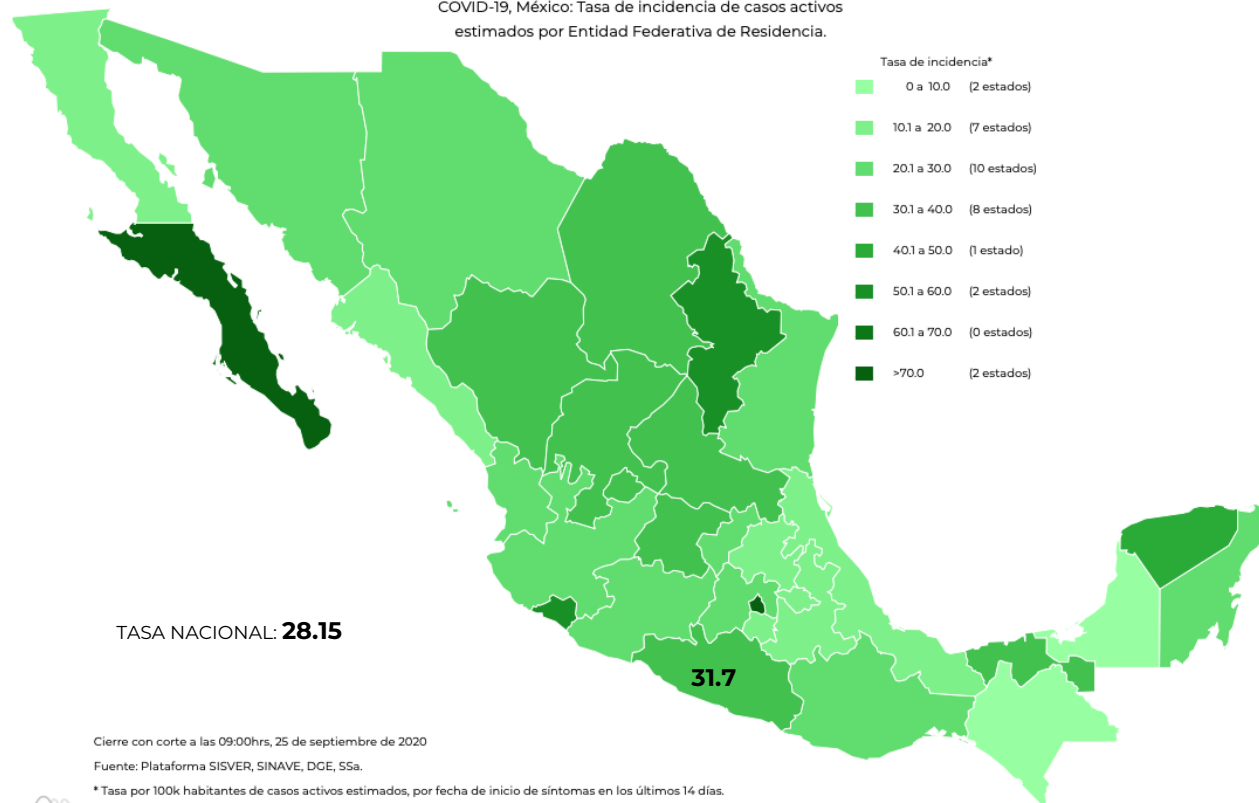 COVID-19, México: Tasa de incidencia de casos activos
estimados por Entidad Federativa de Residencia.
Tasa de incidencia*
0 a 10.0 (2 estados)
10.1 a 20.0 (7 estados)
20.1 a 30.0 (10 estados)
30.1 a 40.0 (8 estados)
40.1 a 50.0 (1 estado)
50.1 a 60.0 (2 estados)
60.1 a 70.0 (0 estados)
>70.0 (2 estados)
TASA NACIONAL: 28.15
31.7
Cierre con corte a las 09:00hrs, 25 de septiembre de 2020
Fuente: Plataforma SISVER, SINAVE, DGE, SSa.
* Tasa por 100k habitantes de casos activos estimados, por fecha de inicio de síntomas en los últimos 14 días.